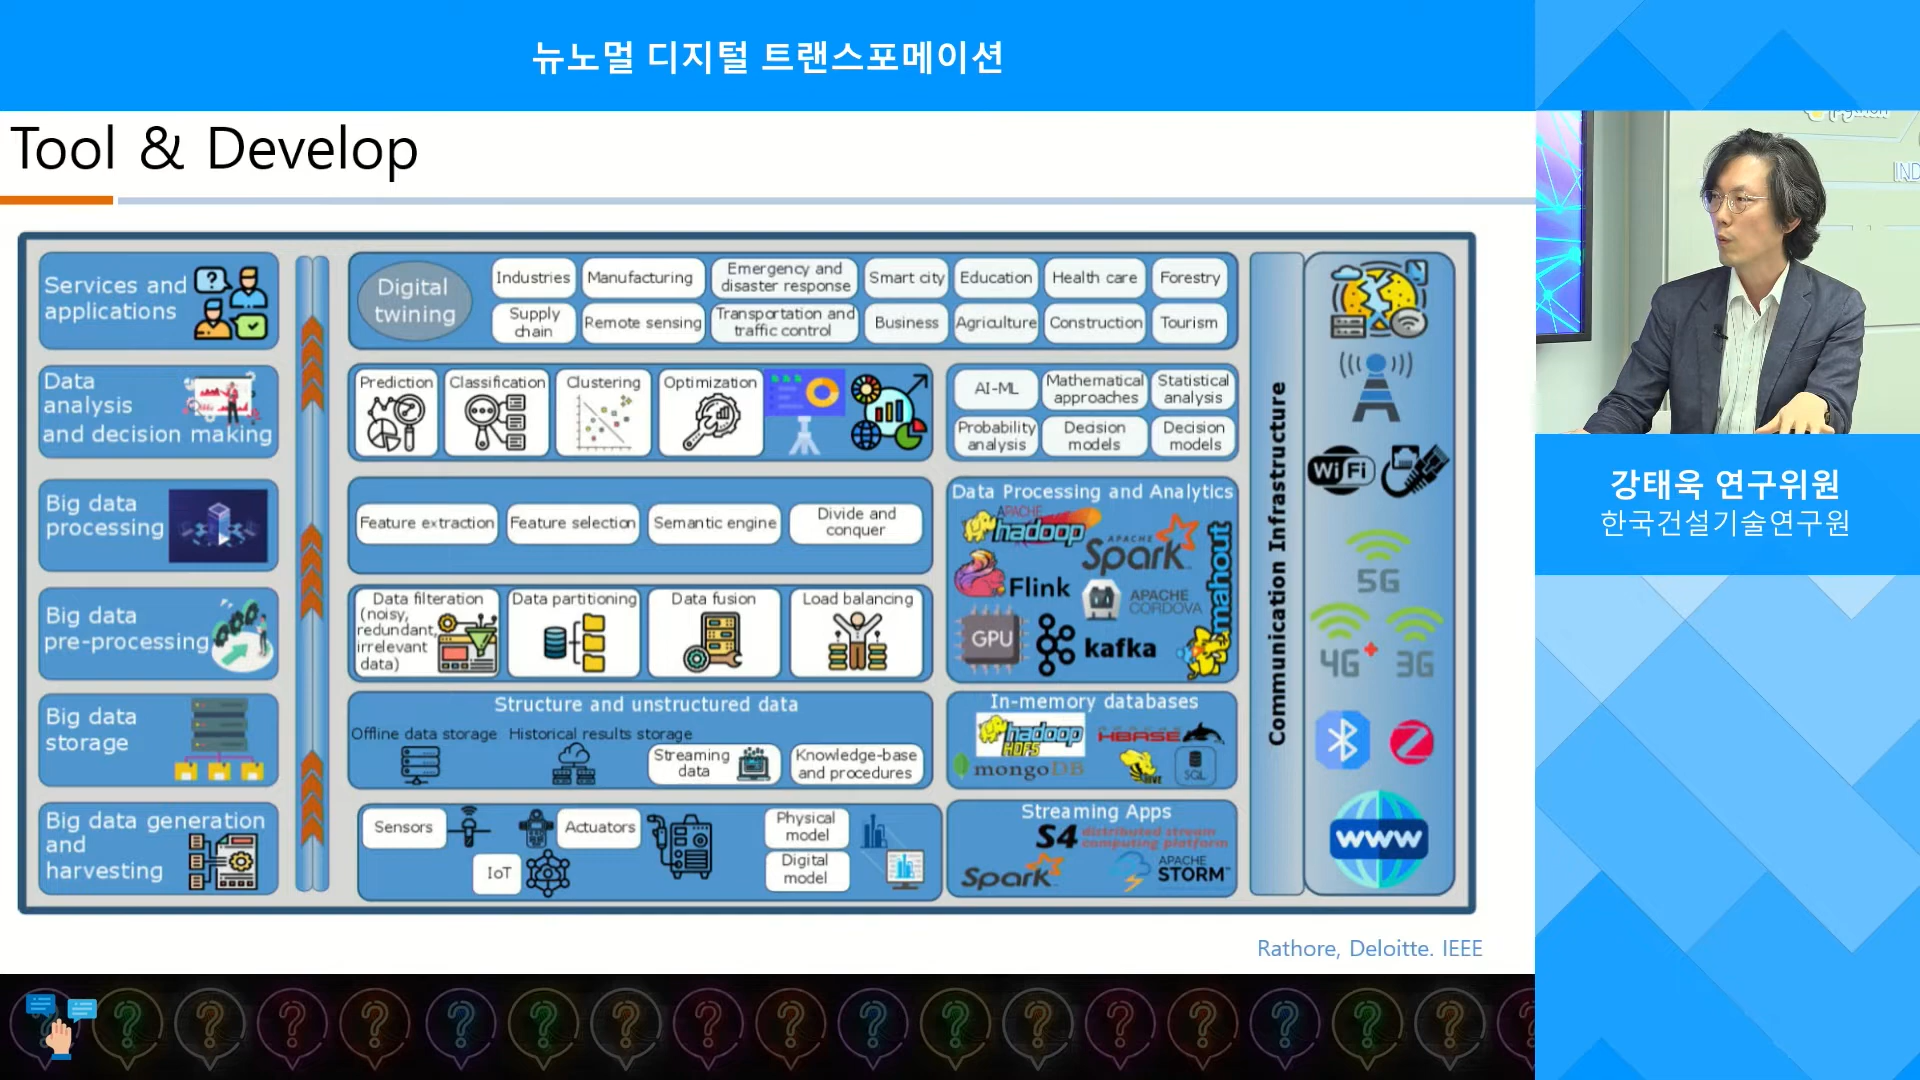 뉴노멀 디지털 트랜스포메이션
Tool & Develop
Services and
applications
Digital
twining
Industries
Manufacturing
Emergency and
disaster response
Smart city
Education
Health care
Forestry
Supply
chain
Remote sensing
Transportation and
traffic control
Business
Agriculture
Construction
Tourism
Data
analysis
and decision making
Prediction
Classification
Clustering
Optimization
AI-ML
Mathematical
approaches
Statistical
analysis
Probability
analysis
Decision
models
Decision
models
Big data
processing
Feature extraction
Feature selection
Semantic engine
Divide and
conquer
Data Processing and Analytics
APACHE
hadoop
APACHE
Spark
mahout
Flink
APACHE
CORDOVA
GPU
kafka
Big data
pre-processing
Data filteration
(noisy,
redundant,
irrelevant
data)
Data partitioning
Data fusion
Load balancing
Big data
storage
Structure and unstructured data
Offline data storage
Historical results storage
Streaming
data
Knowledge-base
and procedures
In-memory databases
hadoop
HDFS
HBASE
mongoDB
HIVE
SQL
Big data generation
and
harvesting
Sensors
Actuators
IoT
Physical
model
Digital
model
Streaming Apps
S4 distributed stream
computing platform
Spark
APACHE
STORM
Communication Infrastructure
WiFi
5G
4G+
3G
WWW
Rathore, Deloitte. IEEE
python
IND
강태욱 연구위원
한국건설기술연구원